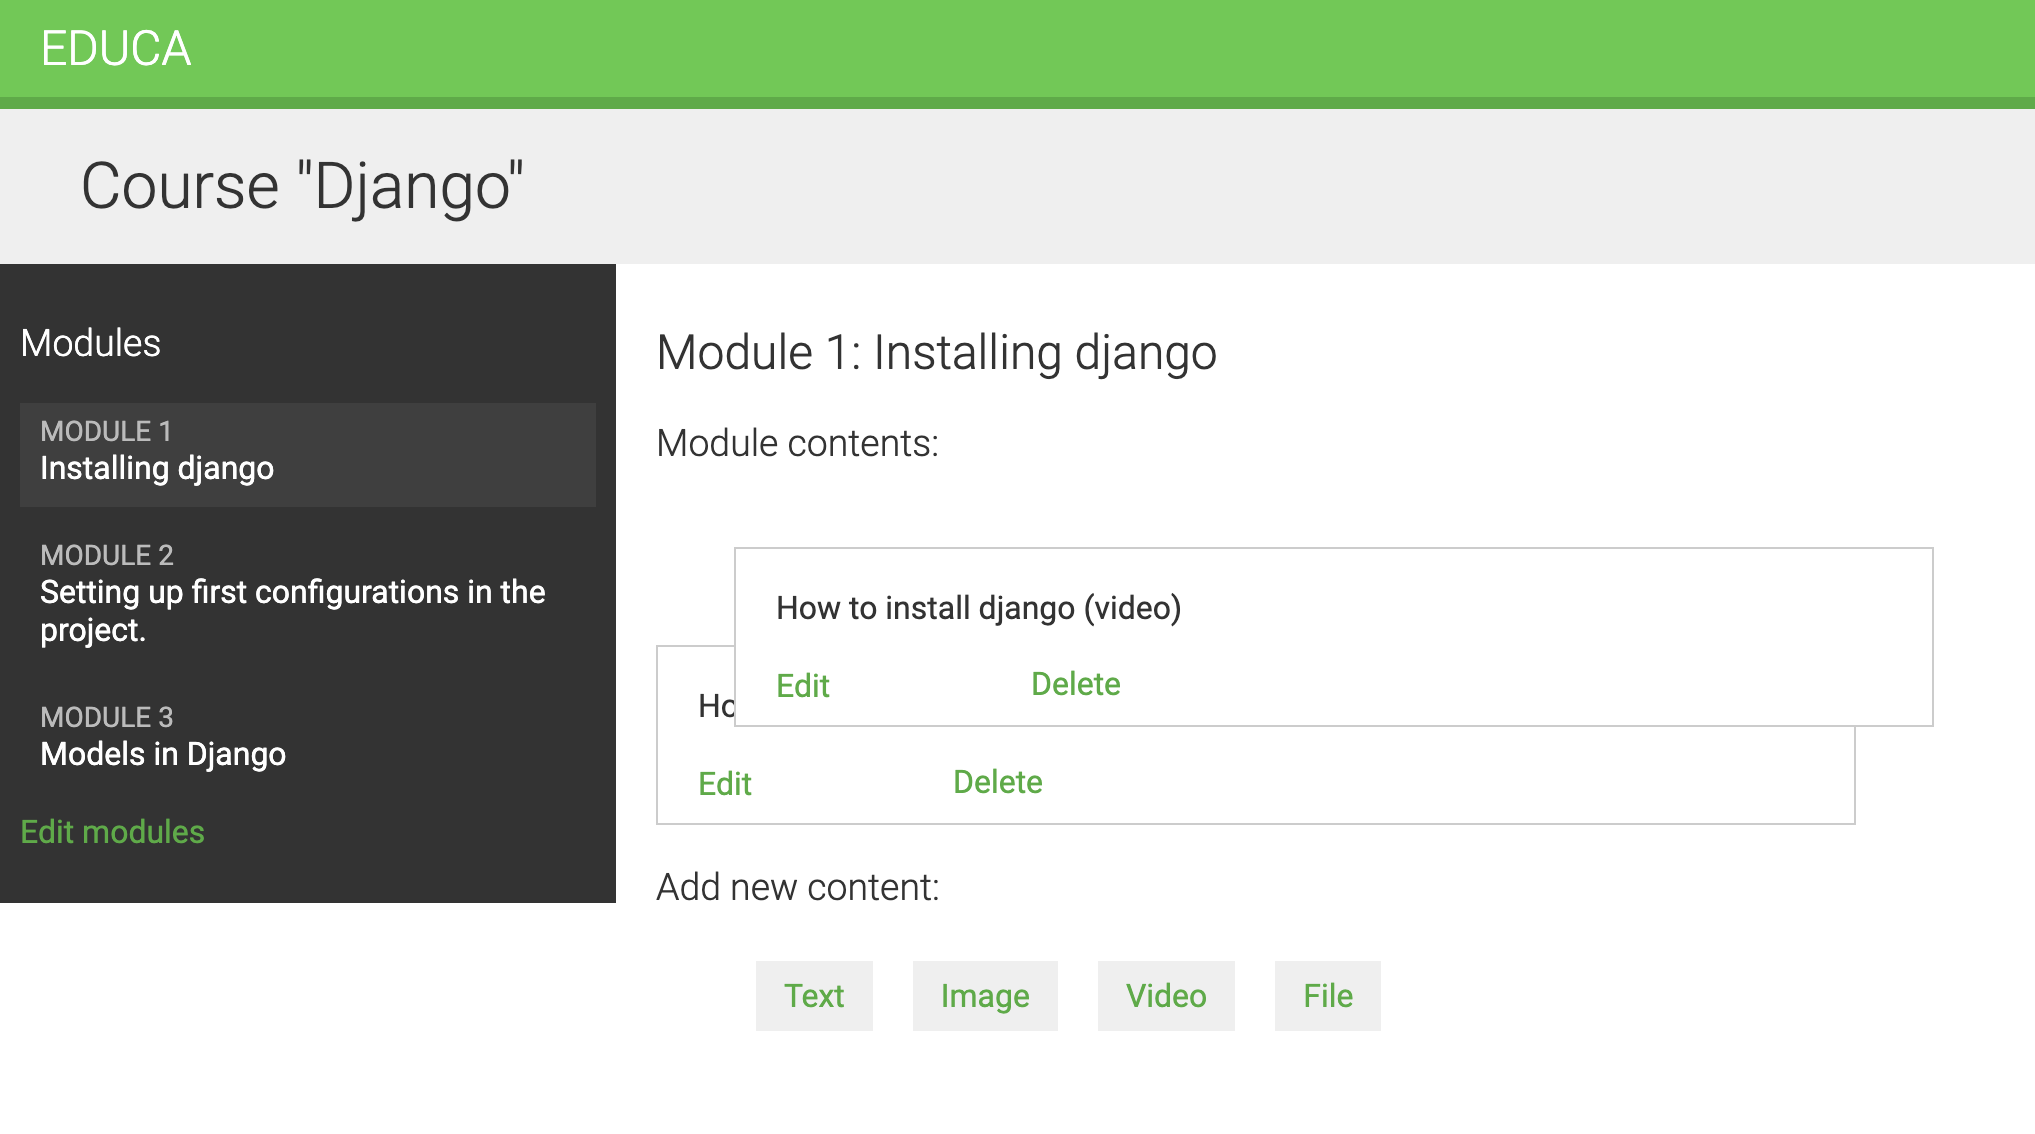 EDUCA
Course "Django"
Modules
MODULE 1
Installing django
MODULE 2
Setting up first configurations in the
project.
MODULE 3
Models in Django
Edit modules
Module 1: Installing django
Module contents:
How to install django (video)
Edit Delete
Edit Delete
Add new content:
Text Image Video File